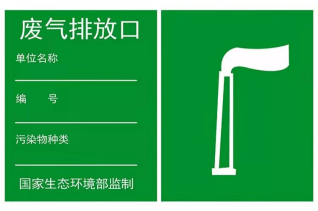 废气排放口
单位名称
编 号
污染物种类
国家生态环境部监制